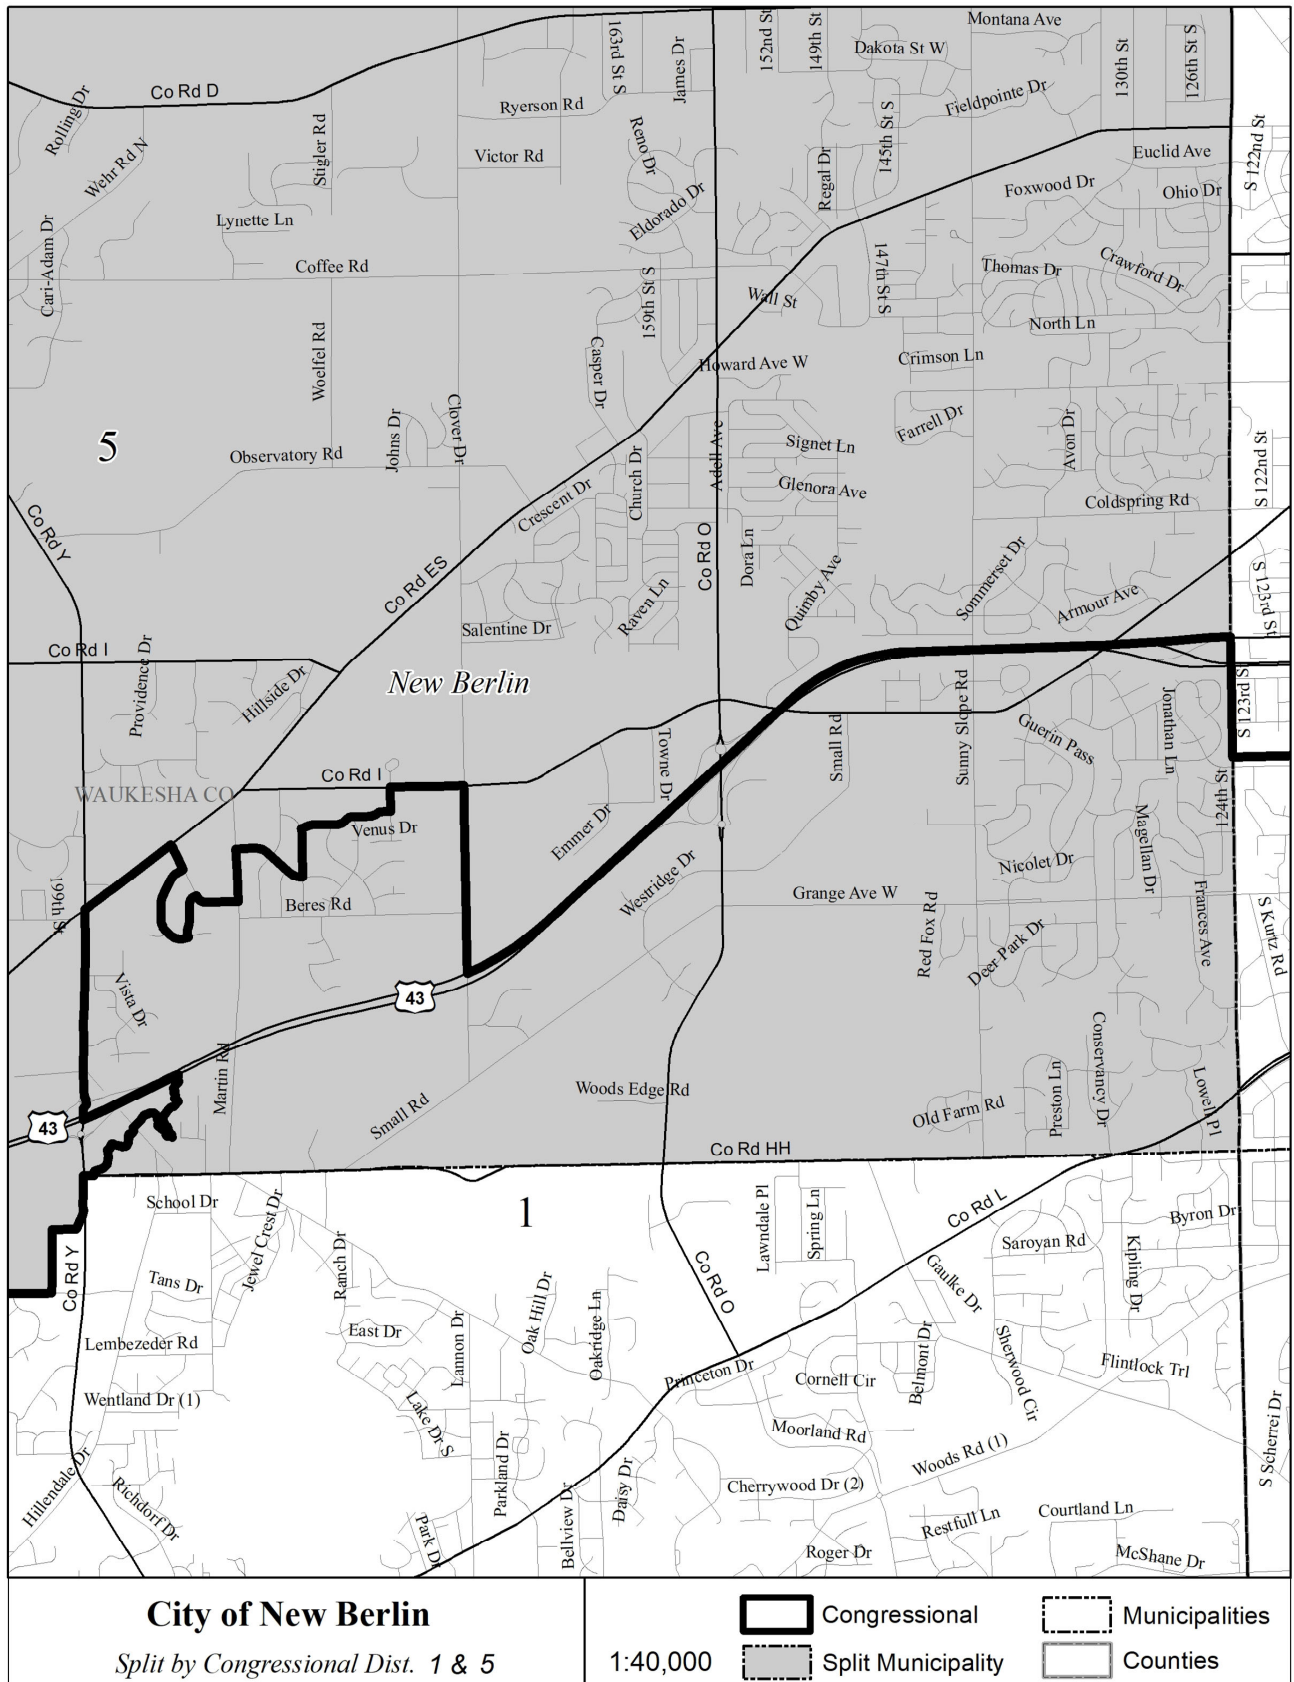 163rd St S
James Dr
152nd St
149th St
Montana Ave
Dakota St W
130th St
126th St S
Co Rd D
Rolling Dr
Ryerson Rd
Fieldpointe Dr
Wehr Rd N
Stigler Rd
Victor Rd
Reno Dr
145th St S
Euclid Ave
S 122nd St
Regal Dr
Foxwood Dr
Ohio Dr
Lynette Ln
Eldorado Dr
Cari-Adam Dr
Coffee Rd
147th St S
Thomas Dr
Crawford Dr
159th St S
Wall St
North Ln
Woelfel Rd
Casper Dr
Howard Ave W
Crimson Ln
5
Johns Dr
Clover Dr
Farrell Dr
Avon Dr
Observatory Rd
Adell Ave
Signet Ln
S 122nd St
Church Dr
Crescent Dr
Glenora Ave
Coldspring Rd
Co Rd Y
Co Rd ES
Co Rd O
Dora Ln
Quimby Ave
Sommerset Dr
Armour Ave
S 123rd St
Raven Ln
Salentine Dr
Co Rd I
Providence Dr
Hillside Dr
New Berlin
Sunny Slope Rd
Jonathan Ln
S 123rd S
Towne Dr
Small Rd
Guerin Pass
Co Rd I
WAUKESHA CO
124th St
Venus Dr
Emmer Dr
Magellan Dr
Nicolet Dr
Westridge Dr
199th St
Beres Rd
Grange Ave W
Frances Ave
Red Fox Rd
Deer Park Dr
S Kurtz Rd
Vista Dr
43
Martin Rd
Conservancy Dr
Woods Edge Rd
Preston Ln
Lowell Pl
43
Small Rd
Old Farm Rd
Co Rd HH
School Dr
1
Lawndale Pl
Spring Ln
Co Rd L
Byron Dr
Jewel Crest Dr
Ranch Dr
Saroyan Rd
Kipling Dr
Co Rd Y
Tans Dr
Co Rd O
Gaulke Dr
Oak Hill Dr
Oakridge Ln
Lannon Dr
East Dr
Lembezeder Rd
Belmont Dr
Sherwood Cir
Flintlock Trl
Princeton Dr
Cornell Cir
Wentland Dr (1)
Lake Dr S
Moorland Rd
S Scherrei Dr
Hillendale Dr
Parkland Dr
Woods Rd (1)
Richdorf Dr
Bellview Dr
Daisy Dr
Cherrywood Dr (2)
Park Dr
Restfull Ln
Courtland Ln
Roger Dr
McShane Dr
City of New Berlin
Split by Congressional Dist. 1 & 5
1:40,000
Congressional
Municipalities
Split Municipality
Counties